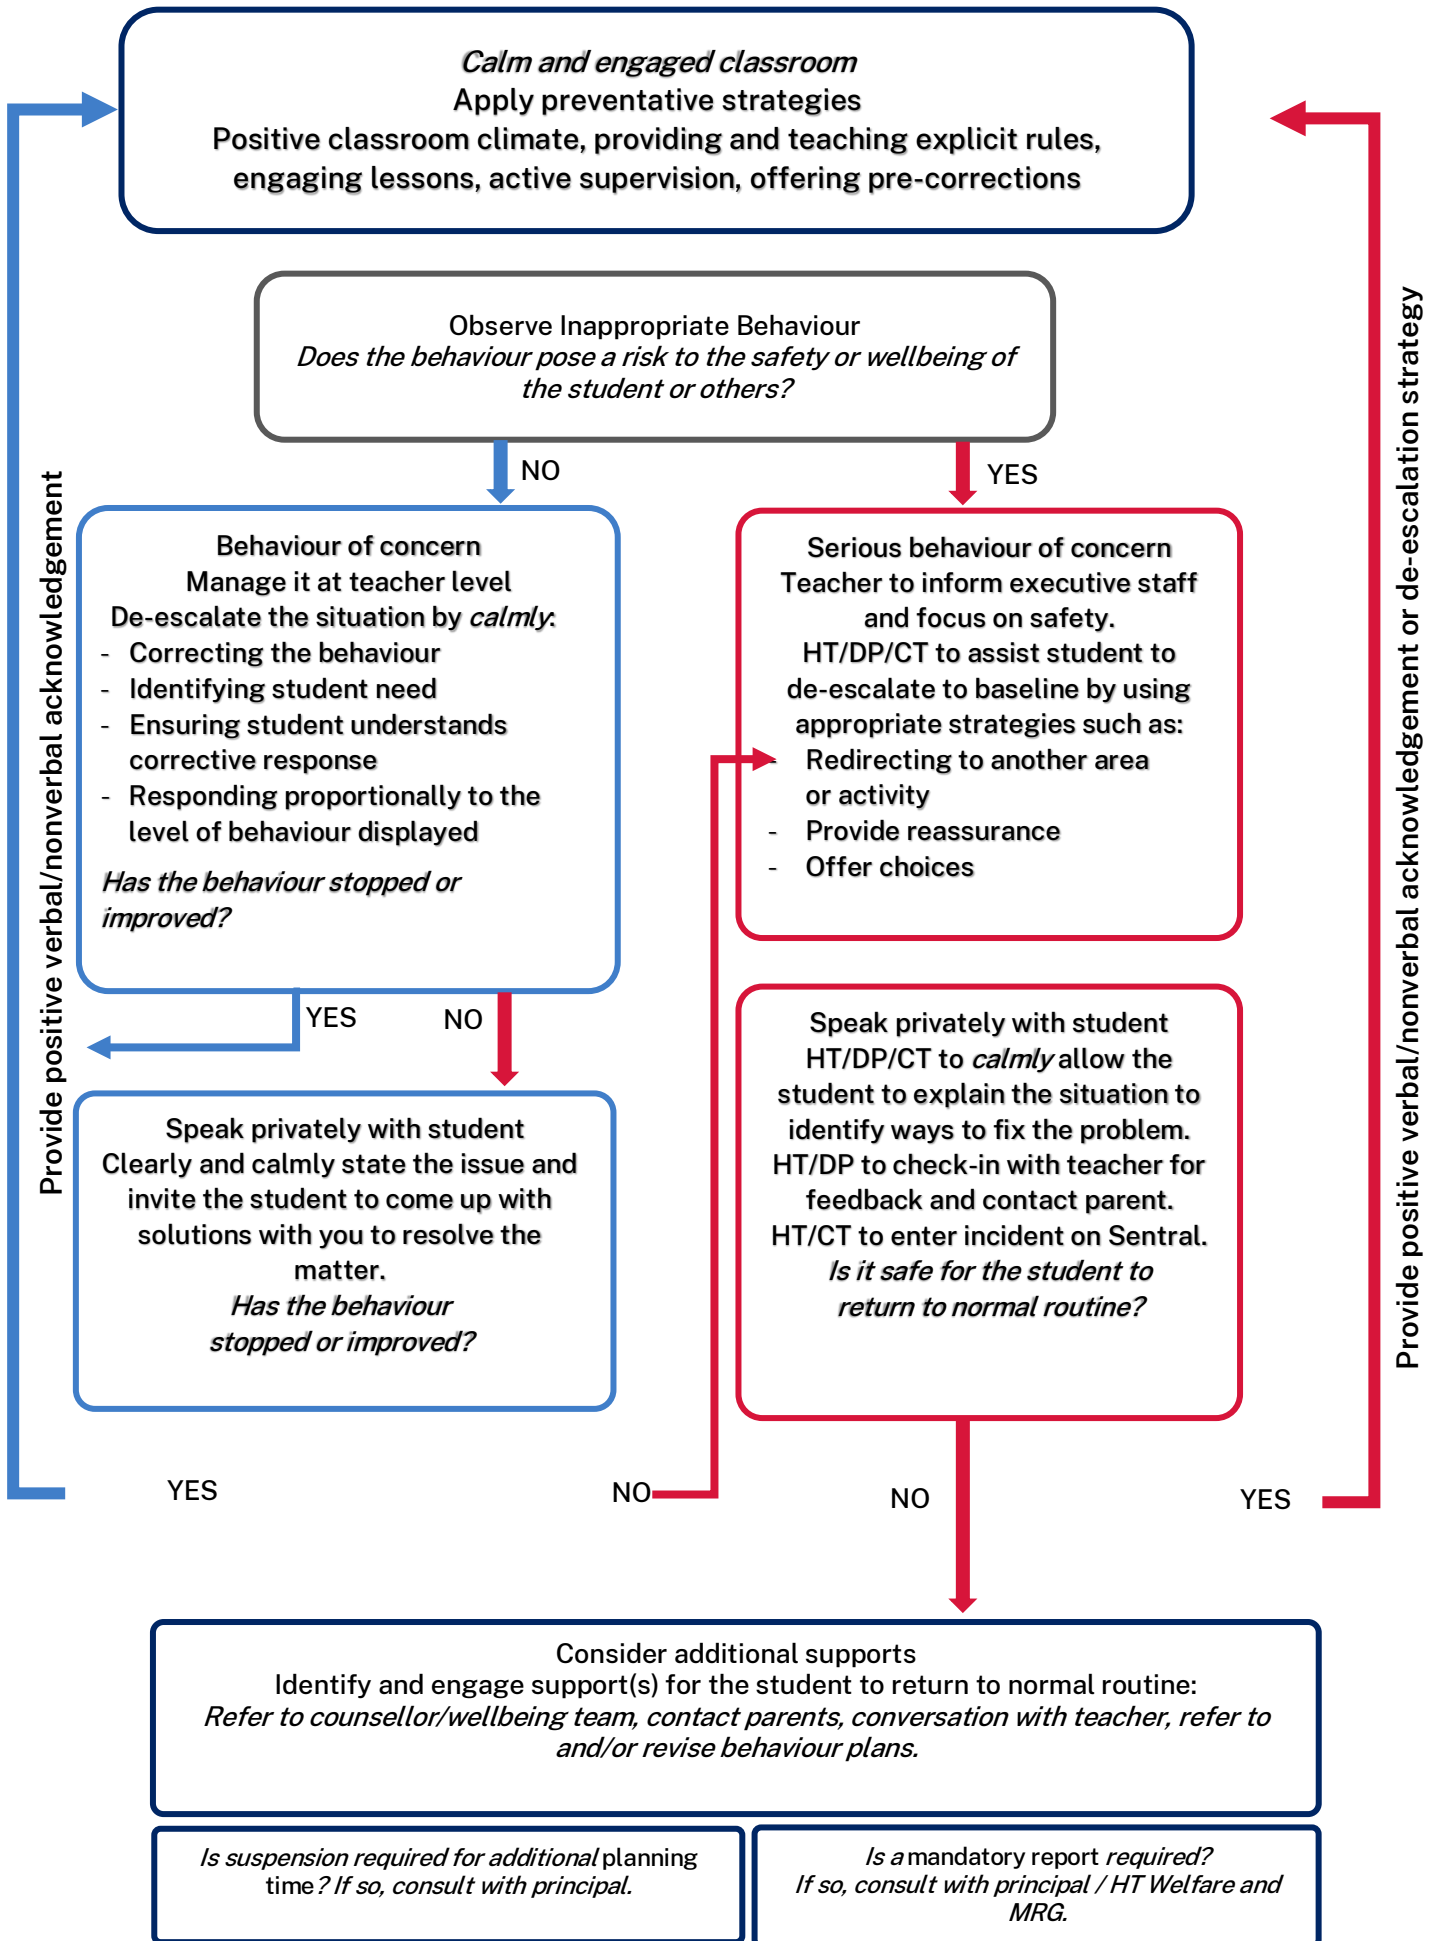 Calm and engaged classroom
Apply preventative strategies
Positive classroom climate, providing and teaching explicit rules,
engaging lessons, active supervision, offering pre-corrections
Observe Inappropriate Behaviour
Does the behaviour pose a risk to the safety or wellbeing of
the student or others?
NO
YES
Behaviour of concern
Manage it at teacher level
De-escalate the situation by calmly:
- Correcting the behaviour
- Identifying student need
- Ensuring student understands
corrective response
- Responding proportionally to the
level of behaviour displayed
Has the behaviour stopped or
improved?
Serious behaviour of concern
Teacher to inform executive staff
and focus on safety.
HT/DP/CT to assist student to
de-escalate to baseline by using
appropriate strategies such as:
- Redirecting to another area
or activity
- Provide reassurance
- Offer choices
YES
NO
Speak privately with student
Clearly and calmly state the issue and
invite the student to come up with
solutions with you to resolve the
matter.
Has the behaviour
stopped or improved?
Speak privately with student
HT/DP/CT to calmly allow the
student to explain the situation to
identify ways to fix the problem.
HT/DP to check-in with teacher for
feedback and contact parent.
HT/CT to enter incident on Sentral.
Is it safe for the student to
return to normal routine?
YES
NO
NO
YES
Provide positive verbal/nonverbal acknowledgement
Provide positive verbal/nonverbal acknowledgement or de-escalation strategy
Consider additional supports
Identify and engage support(s) for the student to return to normal routine:
Refer to counsellor/wellbeing team, contact parents, conversation with teacher, refer to
and/or revise behaviour plans.
Is suspension required for additional planning
time? If so, consult with principal.
Is a mandatory report required?
If so, consult with principal / HT Welfare and
MRG.